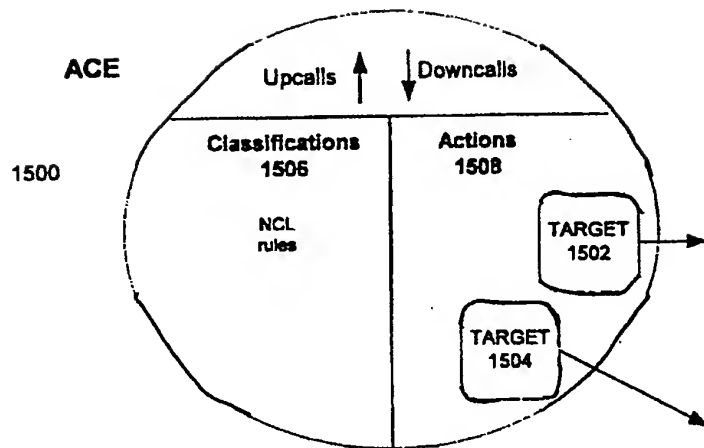 ACE
Upcalls
Downcalls
Classifications
1506
Actions
1508
1500
NCL
rules
TARGET
1502
TARGET
1504